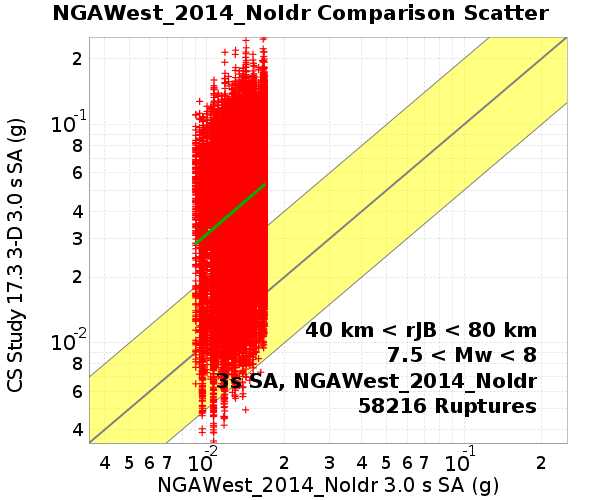 NGAWest_2014_NoIdr Comparison Scatter
CS Study 17.3 3-D 3.0 s SA (g)
2
10⁻¹
8
6
4
3
2
10⁻²
8
6
4
40 km < rJB < 80 km
7.5 < Mw < 8
3s SA, NGAWest_2014_NoIdr
58216 Ruptures
4 5 6 7 10⁻² 2 3 4 5 6 7 10⁻¹ 2
NGAWest_2014_NoIdr 3.0 s SA (g)